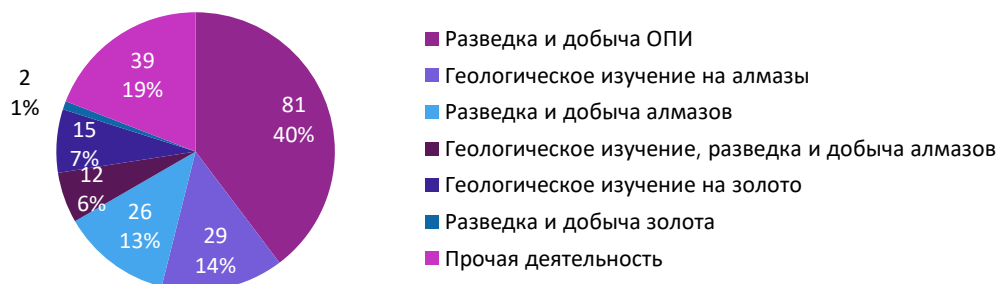 39
19%
2
1%
81
40%
15
7%
12
6%
26
13%
29
14%
Разведка и добыча ОПИ
Геологическое изучение на алмазы
Разведка и добыча алмазов
Геологическое изучение, разведка и добыча алмазов
Геологическое изучение на золото
Разведка и добыча золота
Прочая деятельность